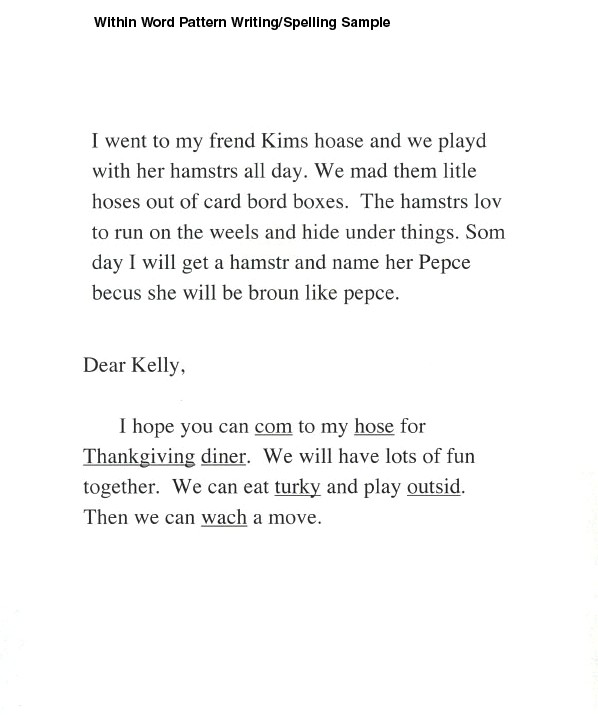 Within Word Pattern Writing/Spelling Sample
I went to my frend Kims hoase and we playd
with her hamstrs all day. We mad them litle
hoses out of card bord boxes. The hamstrs lov
to run on the weels and hide under things. Som
day I will get a hamstr and name her Pepce
becus she will be broun like pepce.
Dear Kelly,
I hope you can com to my hose for
Thankgiving diner. We will have lots of fun
together. We can eat turky and play outsid.
Then we can wach a move.